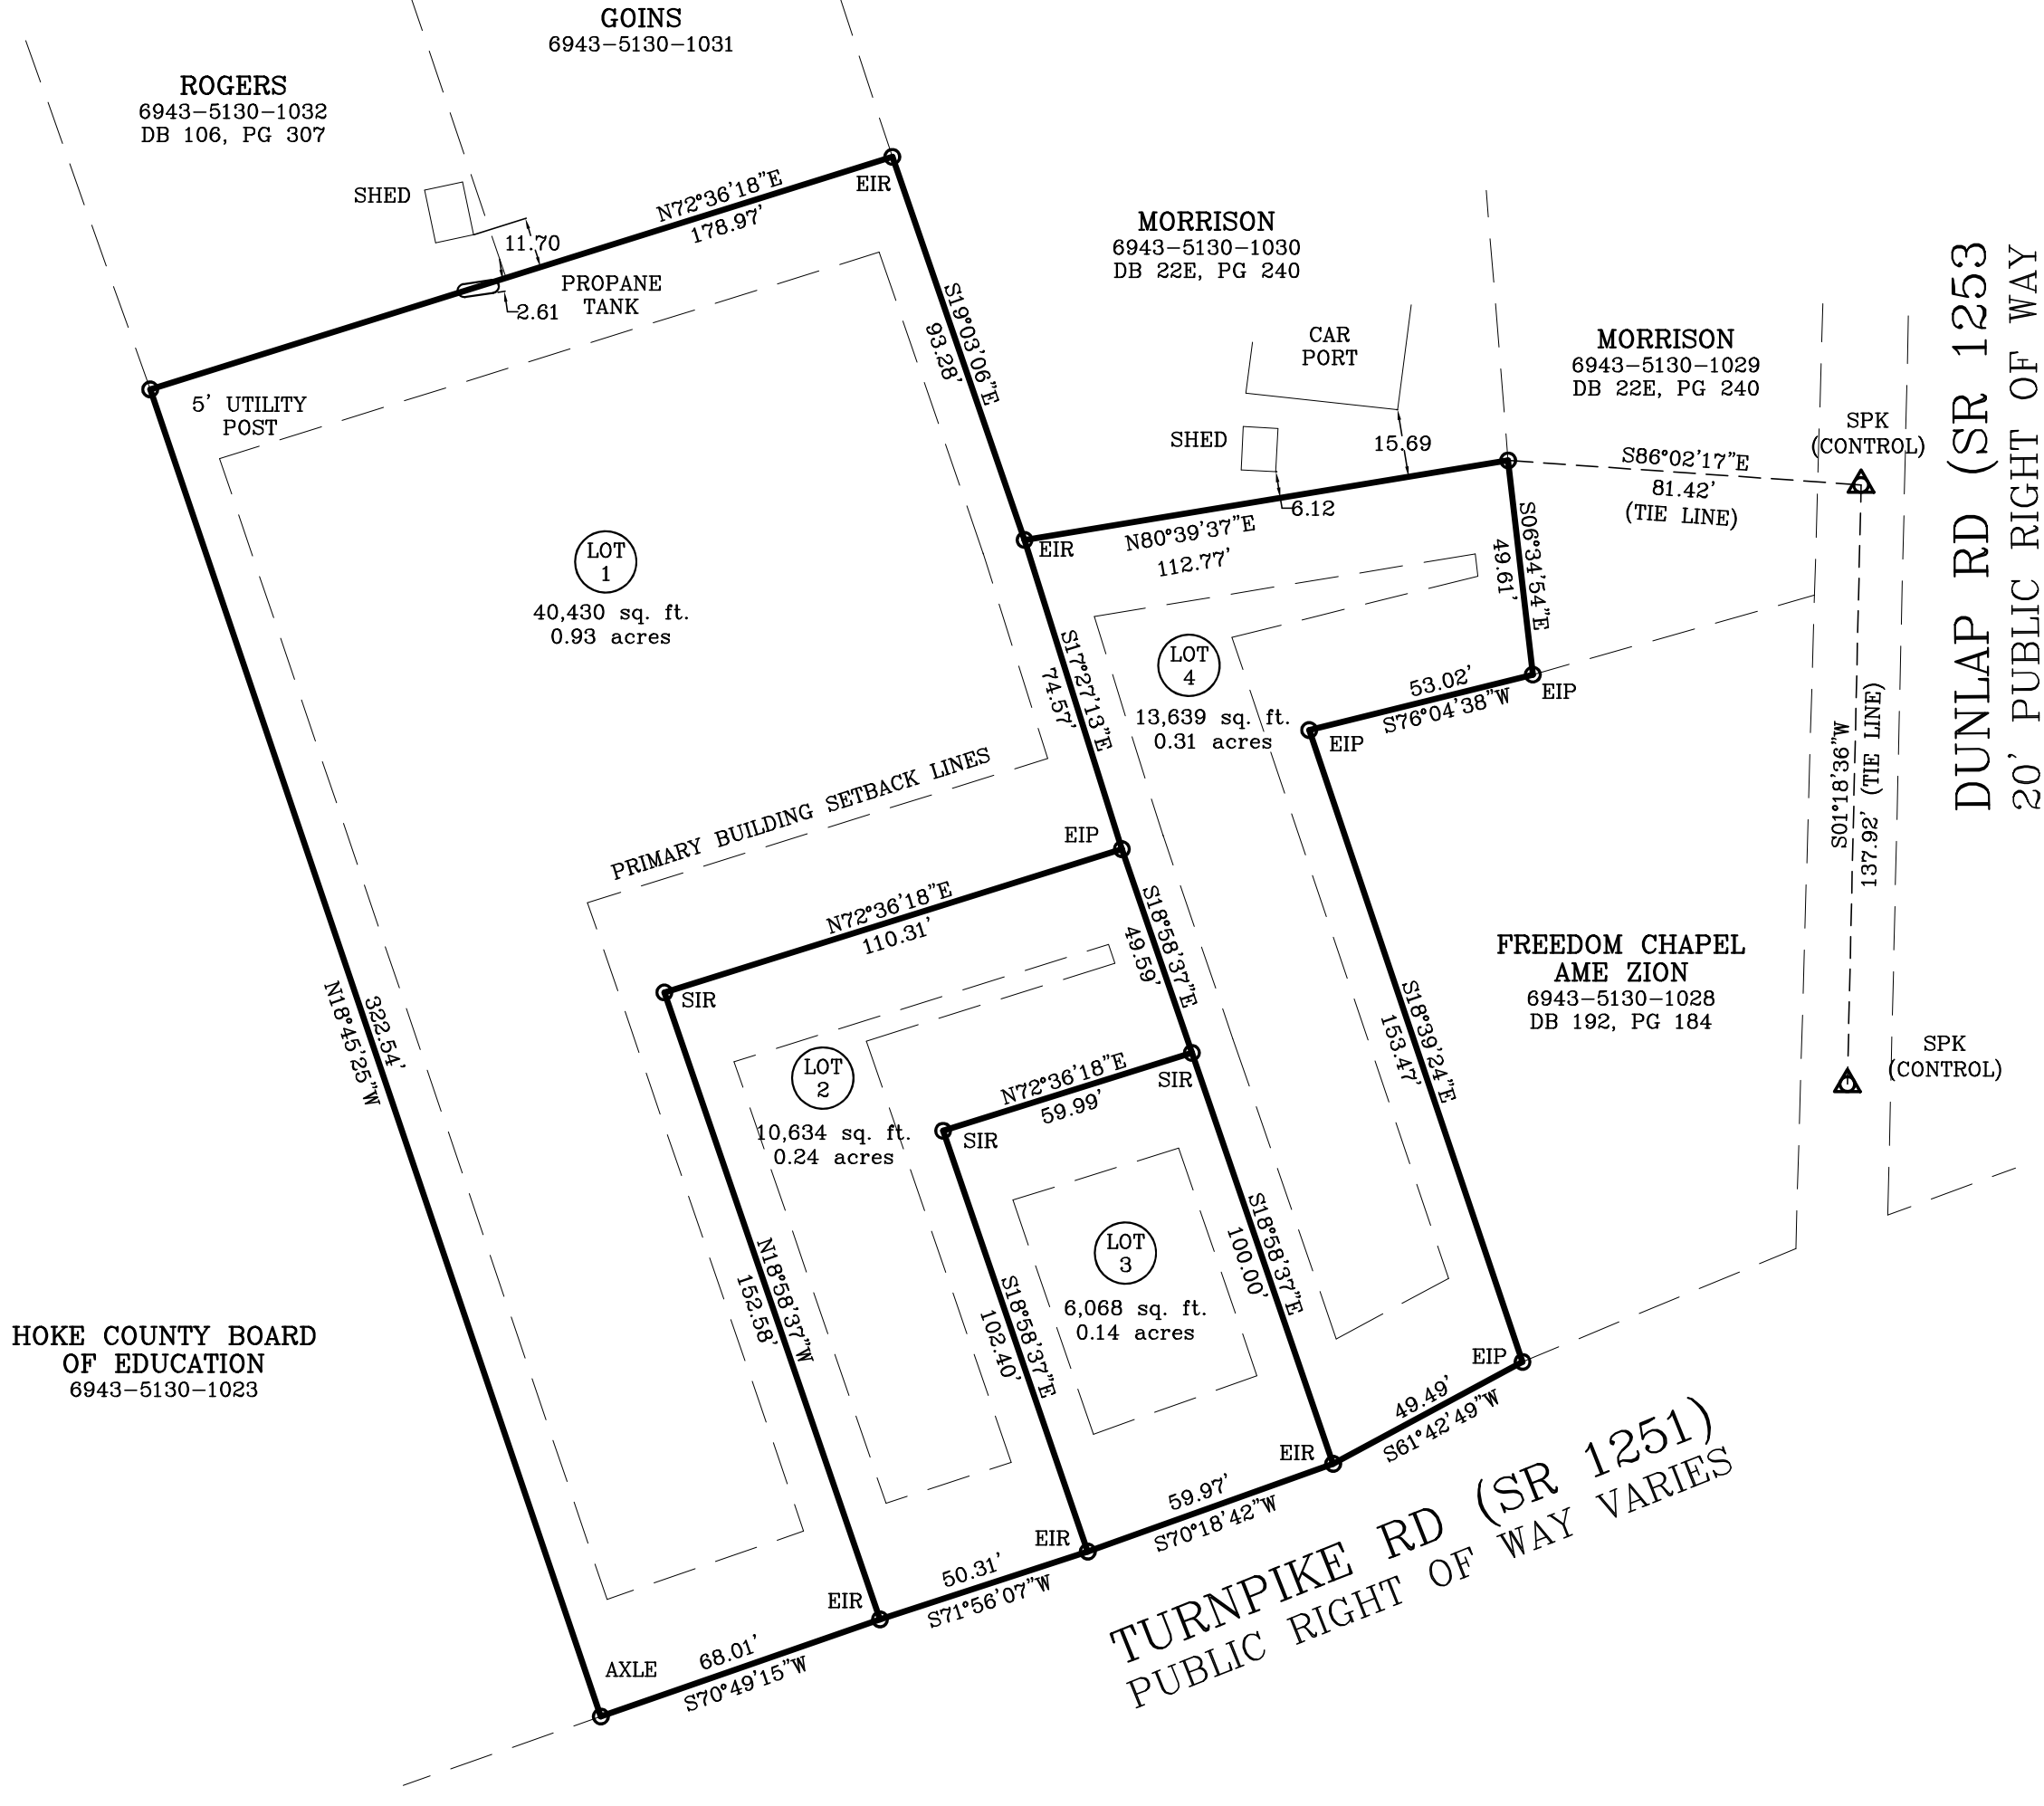 GOINS
6943-5130-1031
ROGERS
6943-5130-1032
DB 106, PG 307
SHED
11.70
N72°36'18"E
178.97'
EIR
PROPANE
TANK
2.61
5' UTILITY
POST
S19°03'06"E
93.28'
MORRISON
6943-5130-1030
DB 22E, PG 240
CAR
PORT
SHED
15.69
6.12
MORRISON
6943-5130-1029
DB 22E, PG 240
SPK
(CONTROL)
S86°02'17"E
81.42'
(TIE LINE)
DUNLAP RD (SR 1253
20' PUBLIC RIGHT OF WAY
EIR
N80°39'37"E
112.77'
S06°34'54"E
49.61'
LOT
1
40,430 sq. ft.
0.93 acres
S17°27'13"E
74.57'
LOT
4
13,639 sq. ft.
0.31 acres
53.02'
S76°04'38"W
EIP
EIP
S01°18'36"W
137.92' (TIE LINE)
PRIMARY BUILDING SETBACK LINES
EIP
N72°36'18"E
110.31'
SIR
S18°58'37"E
49.59'
FREEDOM CHAPEL
AME ZION
6943-5130-1028
DB 192, PG 184
S18°39'24"E
153.47'
SPK
(CONTROL)
322.54'
N18°45'25"W
LOT
2
10,634 sq. ft.
0.24 acres
N72°36'18"E
59.99'
SIR
SIR
LOT
3
6,068 sq. ft.
0.14 acres
S18°58'37"E
100.00'
N18°58'37"W
152.58'
S18°58'37"E
102.40'
HOKE COUNTY BOARD
OF EDUCATION
6943-5130-1023
EIP
49.49'
S61°42'49"W
EIR
59.97'
S70°18'42"W
EIR
50.31'
S71°56'07"W
EIR
68.01'
S70°49'15"W
AXLE
TURNPIKE RD (SR 1251)
PUBLIC RIGHT OF WAY VARIES